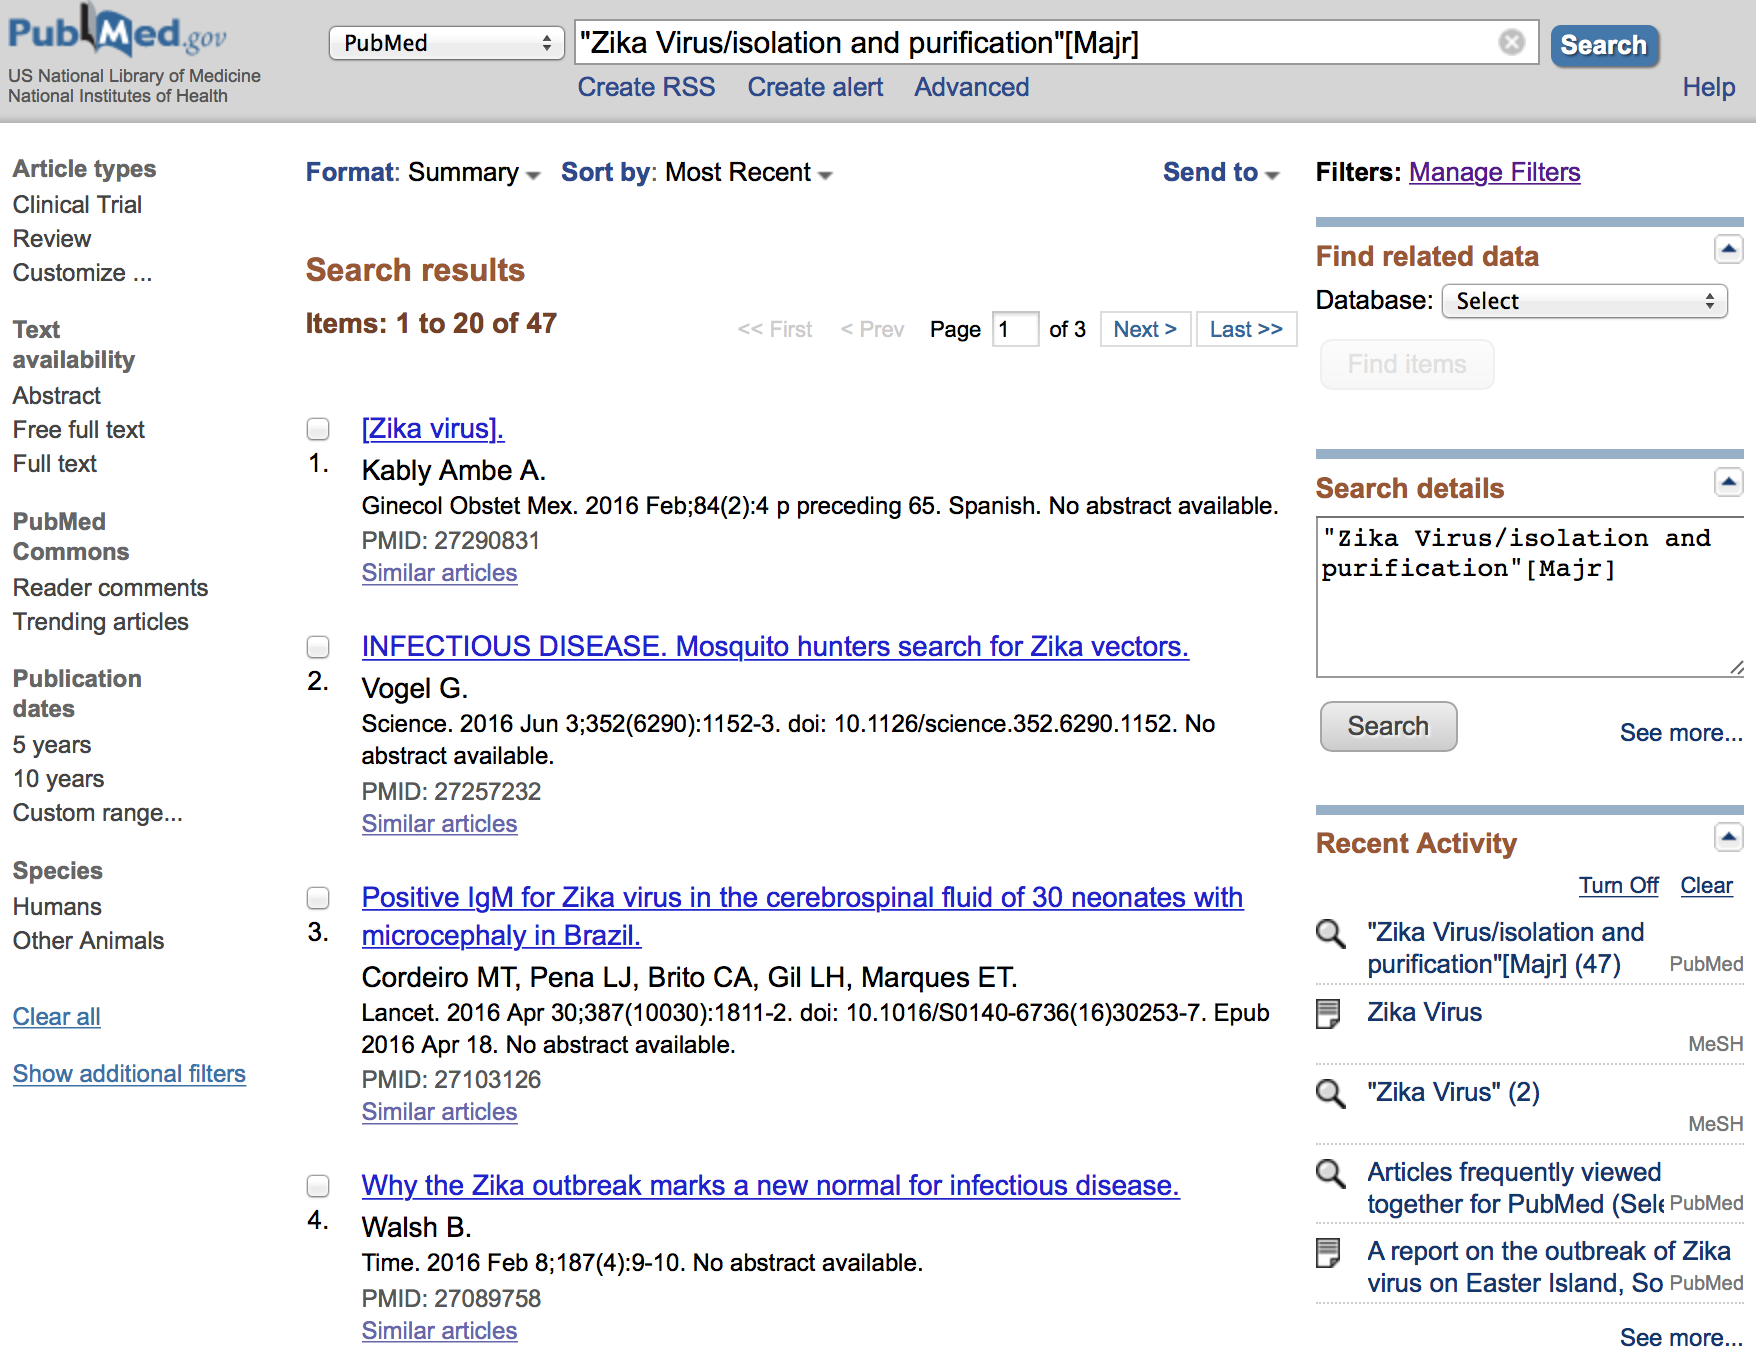 PubMed.gov
US National Library of Medicine
National Institutes of Health
PubMed
"Zika Virus/isolation and purification"[Majr]
Search
Create RSS
Create alert
Advanced
Help
Article types
Clinical Trial
Review
Customize ...
Text
availability
Abstract
Free full text
Full text
PubMed
Commons
Reader comments
Trending articles
Publication
dates
5 years
10 years
Custom range...
Species
Humans
Other Animals
Clear all
Show additional filters
Format: Summary Sort by: Most Recent
Send to
Search results
Items: 1 to 20 of 47
<< First < Prev Page 1 of 3 Next > Last >>
[Zika virus].
1.
Kably Ambe A.
Ginecol Obstet Mex. 2016 Feb;84(2):4 p preceding 65. Spanish. No abstract available.
PMID: 27290831
Similar articles
INFECTIOUS DISEASE. Mosquito hunters search for Zika vectors.
2.
Vogel G.
Science. 2016 Jun 3;352(6290):1152-3. doi: 10.1126/science.352.6290.1152. No
abstract available.
PMID: 27257232
Similar articles
Positive IgM for Zika virus in the cerebrospinal fluid of 30 neonates with
3.
microcephaly in Brazil.
Cordeiro MT, Pena LJ, Brito CA, Gil LH, Marques ET.
Lancet. 2016 Apr 30;387(10030):1811-2. doi: 10.1016/S0140-6736(16)30253-7. Epub
2016 Apr 18. No abstract available.
PMID: 27103126
Similar articles
Why the Zika outbreak marks a new normal for infectious disease.
4.
Walsh B.
Time. 2016 Feb 8;187(4):9-10. No abstract available.
PMID: 27089758
Similar articles
Filters: Manage Filters
Find related data
Database: Select
Find items
Search details
"Zika Virus/isolation and
purification"[Majr]
Search
See more...
Recent Activity
Turn Off Clear
"Zika Virus/isolation and
purification"[Majr] (47) PubMed
Zika Virus
MeSH
"Zika Virus" (2)
MeSH
Articles frequently viewed
together for PubMed (Sele PubMed
A report on the outbreak of Zika
virus on Easter Island, So PubMed
See more...